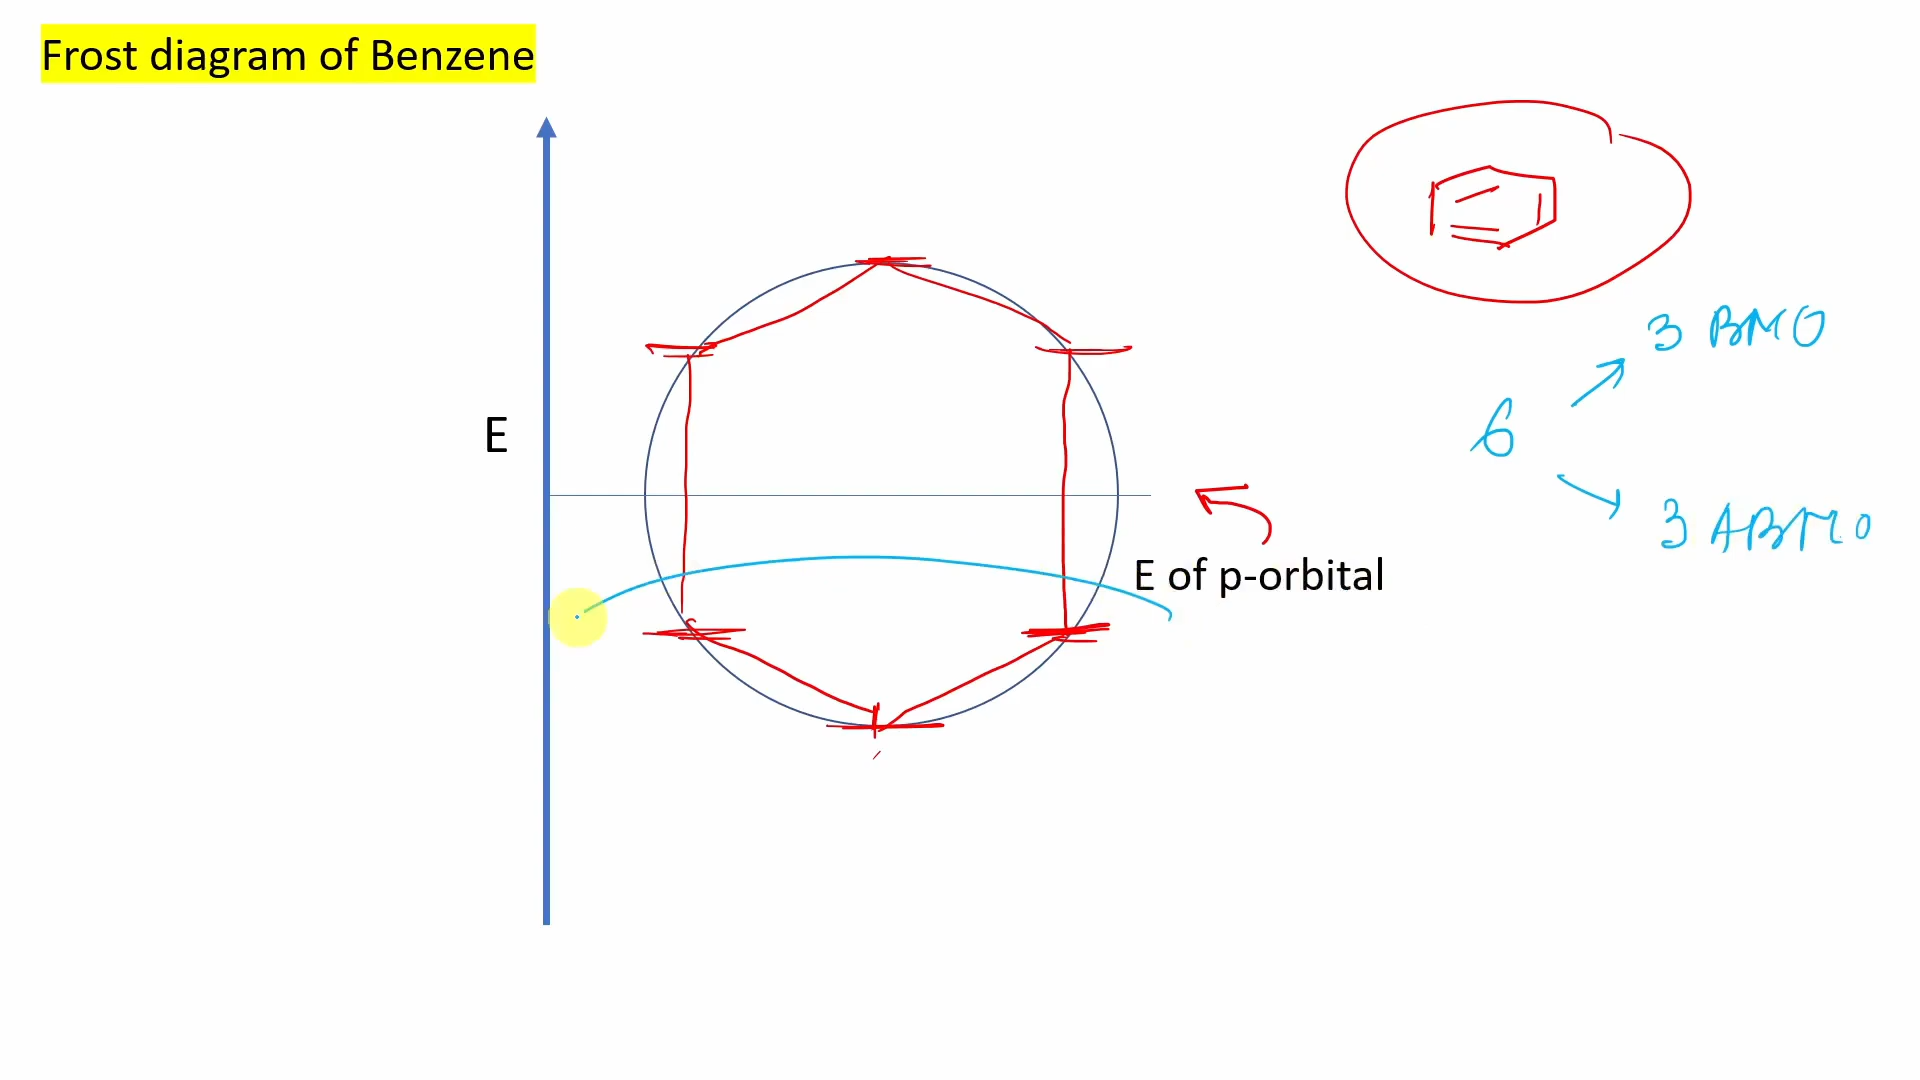 Frost diagram of Benzene
3 BMO
E
6
3 ABMO
E of p-orbital